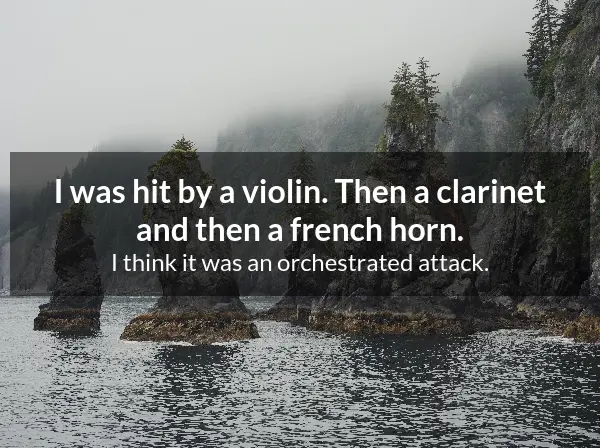 I was hit by a violin. Then a clarinet
and then a french horn.
I think it was an orchestrated attack.